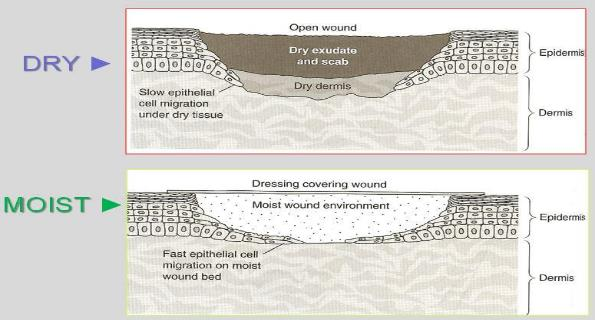 DRY
Open wound
Dry exudate
and scab
Dry dermis
Slow epithelial
cell migration
under dry tissue
Epidermis
Dermis
MOIST
Dressing covering wound
Moist wound environment
Fast epithelial cell
migration on moist
wound bed
Epidermis
Dermis